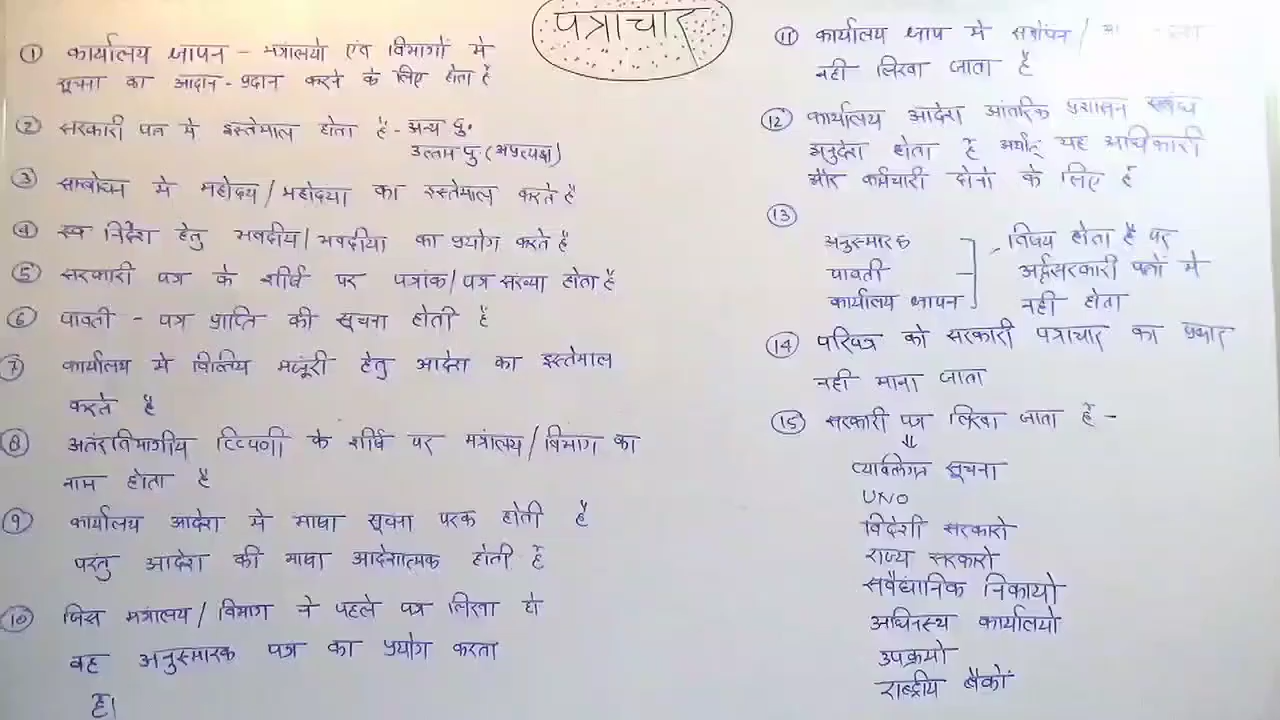 पत्राचार
① कार्यालय ज्ञापन - मंत्रालयो एवं विभागों मे
सूचना का आदान-प्रदान करने के लिए होता है
② सरकारी पत्र मे इस्तेमाल होता है - अन्य पु.
उत्तम पु (अप्रत्यक्ष)
③ सम्बोधन मे महोदय/महोदया का इस्तेमाल करते है
④ स्व निर्देश हेतु भवदीय/भवदीया का प्रयोग करते है
⑤ सरकारी पत्र के शीर्ष पर पत्रांक/पत्र संख्या होता है
⑥ पावती - पत्र प्राप्ति की सूचना होती है
⑦ कार्यालय मे वित्तिय मंजूरी हेतु आदेश का इस्तेमाल
करते है
⑧ अतंरविभागीय टिप्पणी के शीर्ष पर मंत्रालय/विभाग का
नाम होता है
⑨ कार्यालय आदेश मे भाषा सूचना परक होती है
परंतु आदेश की भाषा आदेशात्मक होती है
⑩ जिस मंत्रालय/विभाग ने पहले पत्र लिखा हो
वह अनुस्मारक पत्र का प्रयोग करता
है।
⑪ कार्यालय ज्ञाप मे सबोंधन/
नही लिखा जाता है
⑫ कार्यालय आदेश आंतरिक प्रशासन संबंध
अनुदेश होता है अर्थात् यह अधिकारी
और कर्मचारी दोनो के लिए है
⑬
अनुस्मारक
पावती
कार्यालय ज्ञापन
विषय होता है पर
अर्द्धसरकारी पत्रों मे
नही होता
⑭ परिपत्र को सरकारी पत्राचार का प्रकार
नही माना जाता
⑮ सरकारी पत्र लिखा जाता है -
व्यक्तिगत सूचना
UNO
विदेशी सरकारो
राज्य सरकारो
सवैधानिक निकायो
अधिनस्थ कार्यालयो
उपक्रमो
राष्ट्रीय बैकों